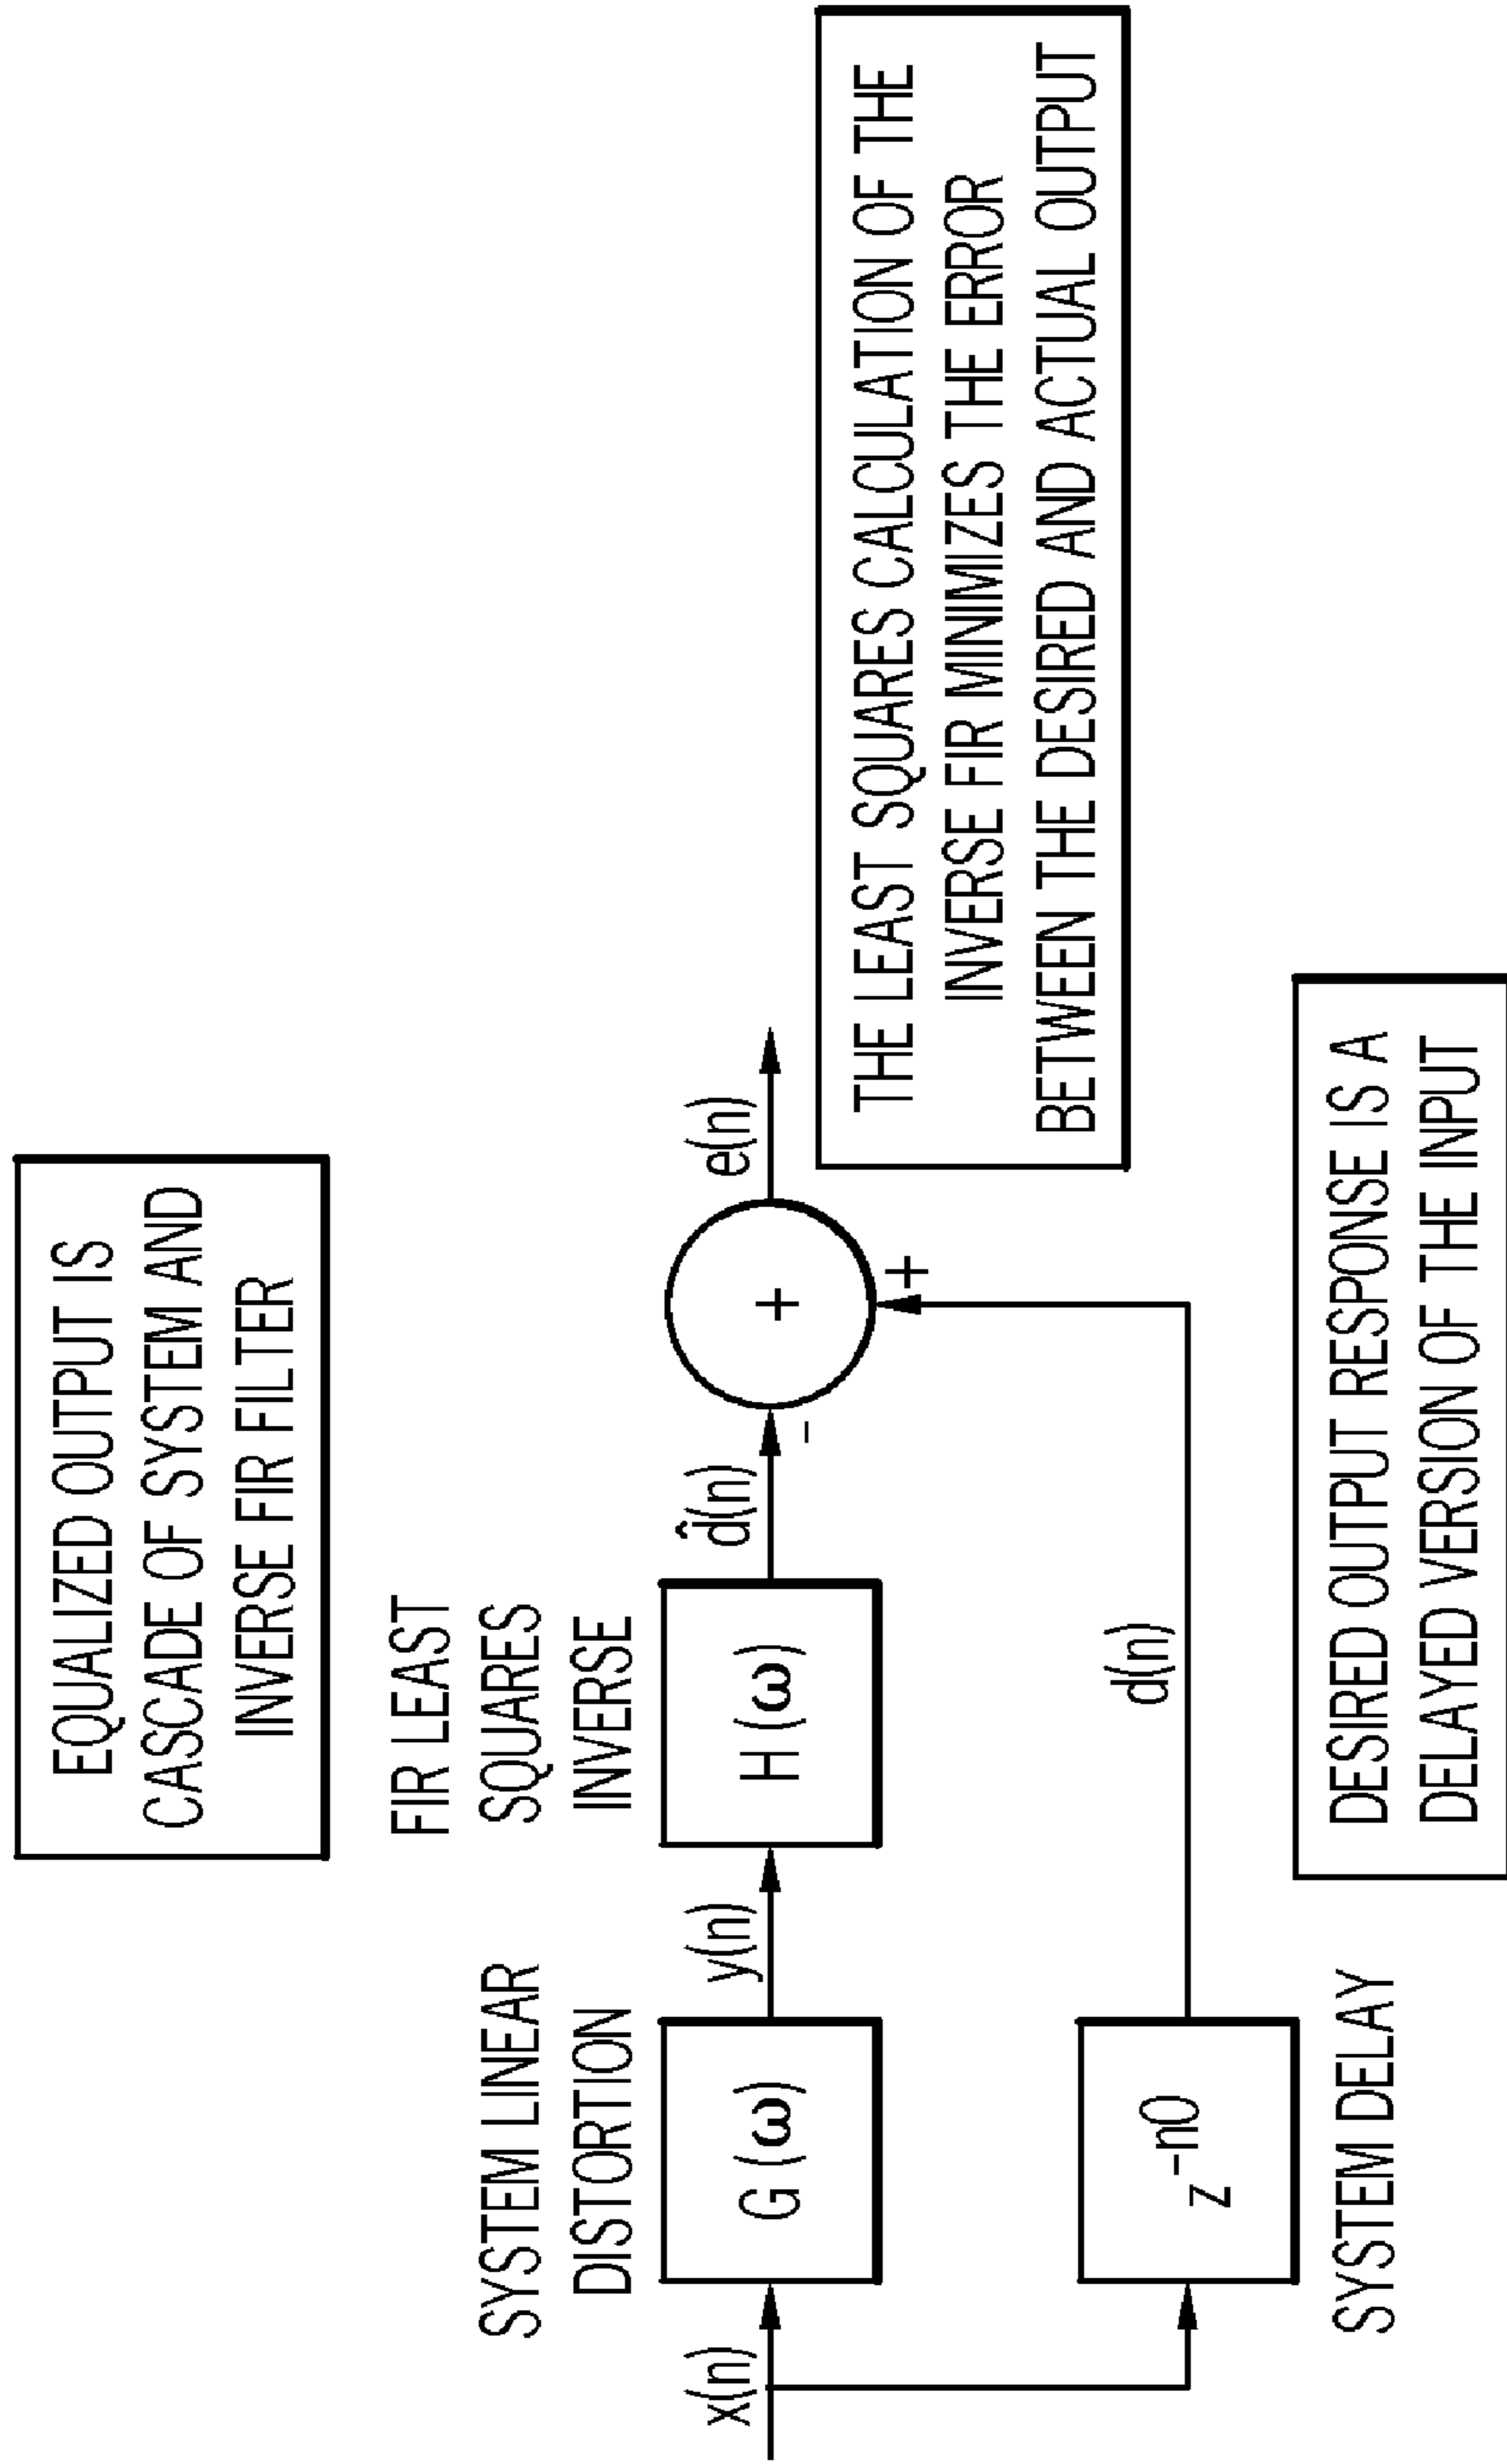 EQUALIZED OUTPUT IS
CASCADE OF SYSTEM AND
INVERSE FIR FILTER
SYSTEM LINEAR
DISTORTION
FIR LEAST
SQUARES
INVERSE
x(n)
G (ω)
y(n)
H (ω)
d̂(n)
-
+
e(n)
+
THE LEAST SQUARES CALCULATION OF THE
INVERSE FIR MINIMIZES THE ERROR
BETWEEN THE DESIRED AND ACTUAL OUTPUT
z⁻ⁿ⁰
d(n)
SYSTEM DELAY
DESIRED OUTPUT RESPONSE IS A
DELAYED VERSION OF THE INPUT